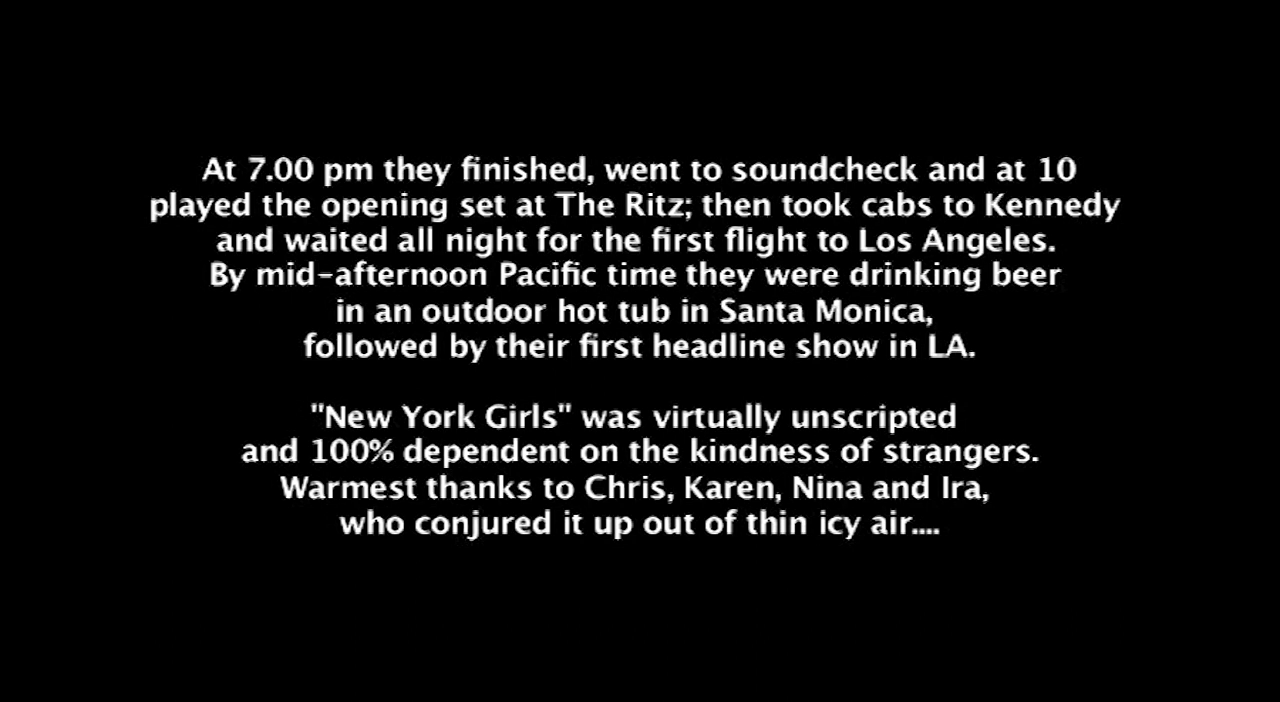 At 7.00 pm they finished, went to soundcheck and at 10
played the opening set at The Ritz; then took cabs to Kennedy
and waited all night for the first flight to Los Angeles.
By mid-afternoon Pacific time they were drinking beer
in an outdoor hot tub in Santa Monica,
followed by their first headline show in LA.
"New York Girls" was virtually unscripted
and 100% dependent on the kindness of strangers.
Warmest thanks to Chris, Karen, Nina and Ira,
who conjured it up out of thin icy air....